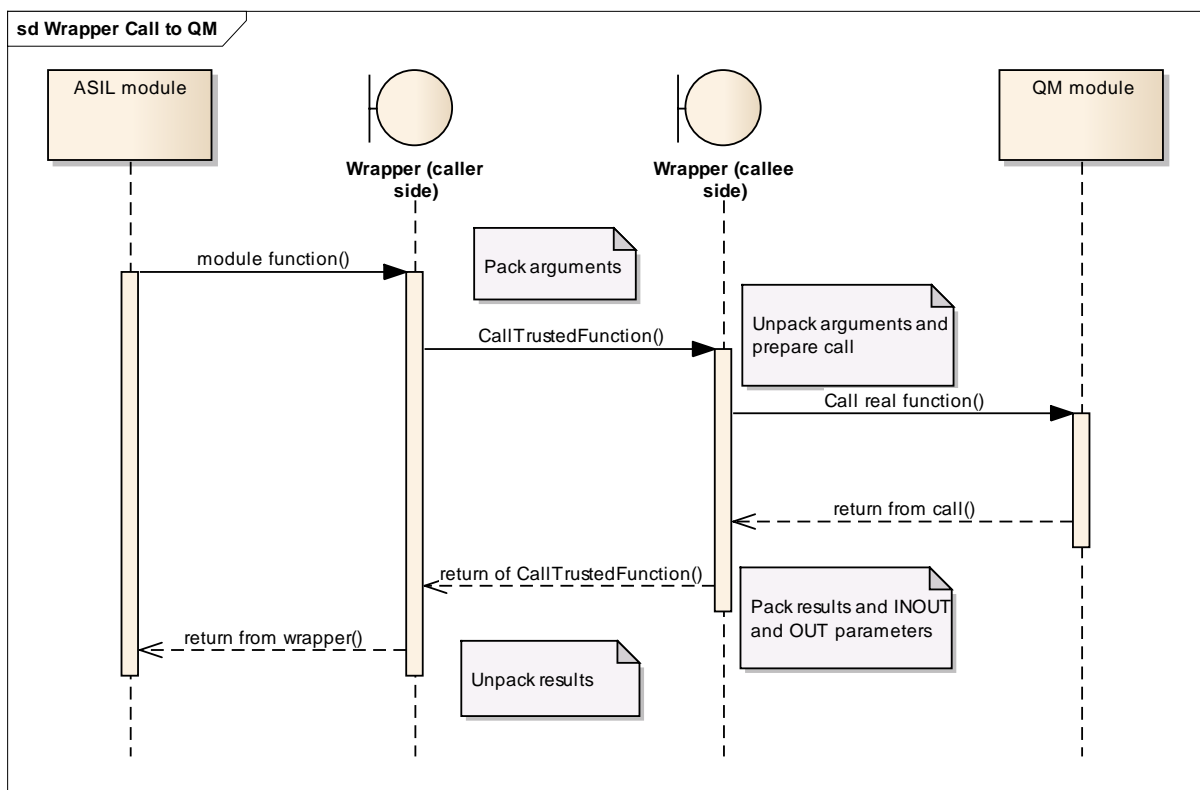 sd Wrapper Call to QM
ASIL module
QM module
Wrapper (caller
side)
Wrapper (callee
side)
module function()
Pack arguments
CallTrustedFunction()
Unpack arguments and
prepare call
Call real function()
return from call()
return of CallTrustedFunction()
Pack results and INOUT
and OUT parameters
return from wrapper()
Unpack results